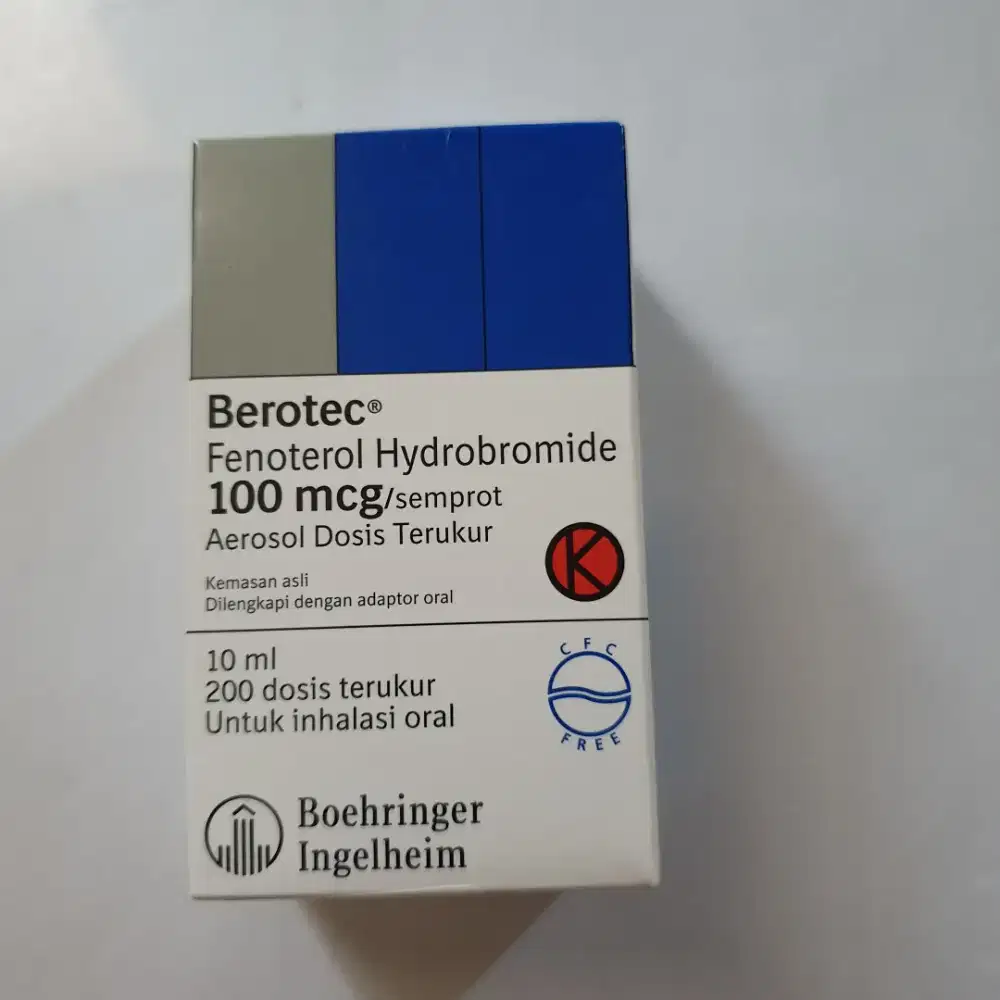 Berotec®
Fenoterol Hydrobromide
100 mcg/semprot
Aerosol Dosis Terukur
Kemasan asli
Dilengkapi dengan adaptor oral
K
10 ml
200 dosis terukur
Untuk inhalasi oral
CFC
FREE
Boehringer
Ingelheim